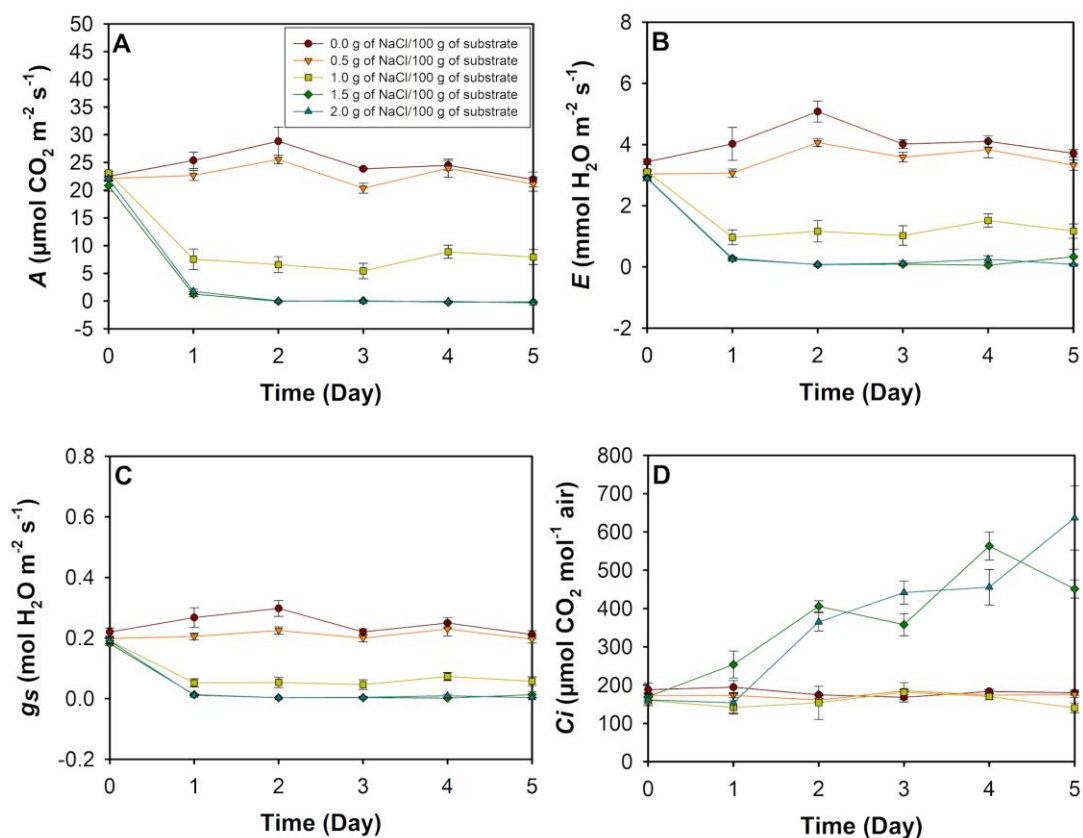 A
50
45
40
35
30
25
20
15
10
5
0
-5
A (µmol CO₂ m⁻² s⁻¹)
0.0 g of NaCl/100 g of substrate
0.5 g of NaCl/100 g of substrate
1.0 g of NaCl/100 g of substrate
1.5 g of NaCl/100 g of substrate
2.0 g of NaCl/100 g of substrate
0 1 2 3 4 5
Time (Day)
B
8
6
4
2
0
-2
E (mmol H₂O m⁻² s⁻¹)
0 1 2 3 4 5
Time (Day)
C
0.8
0.6
0.4
0.2
0.0
-0.2
gs (mol H₂O m⁻² s⁻¹)
0 1 2 3 4 5
Time (Day)
D
800
700
600
500
400
300
200
100
0
Ci (µmol CO₂ mol⁻¹ air)
0 1 2 3 4 5
Time (Day)